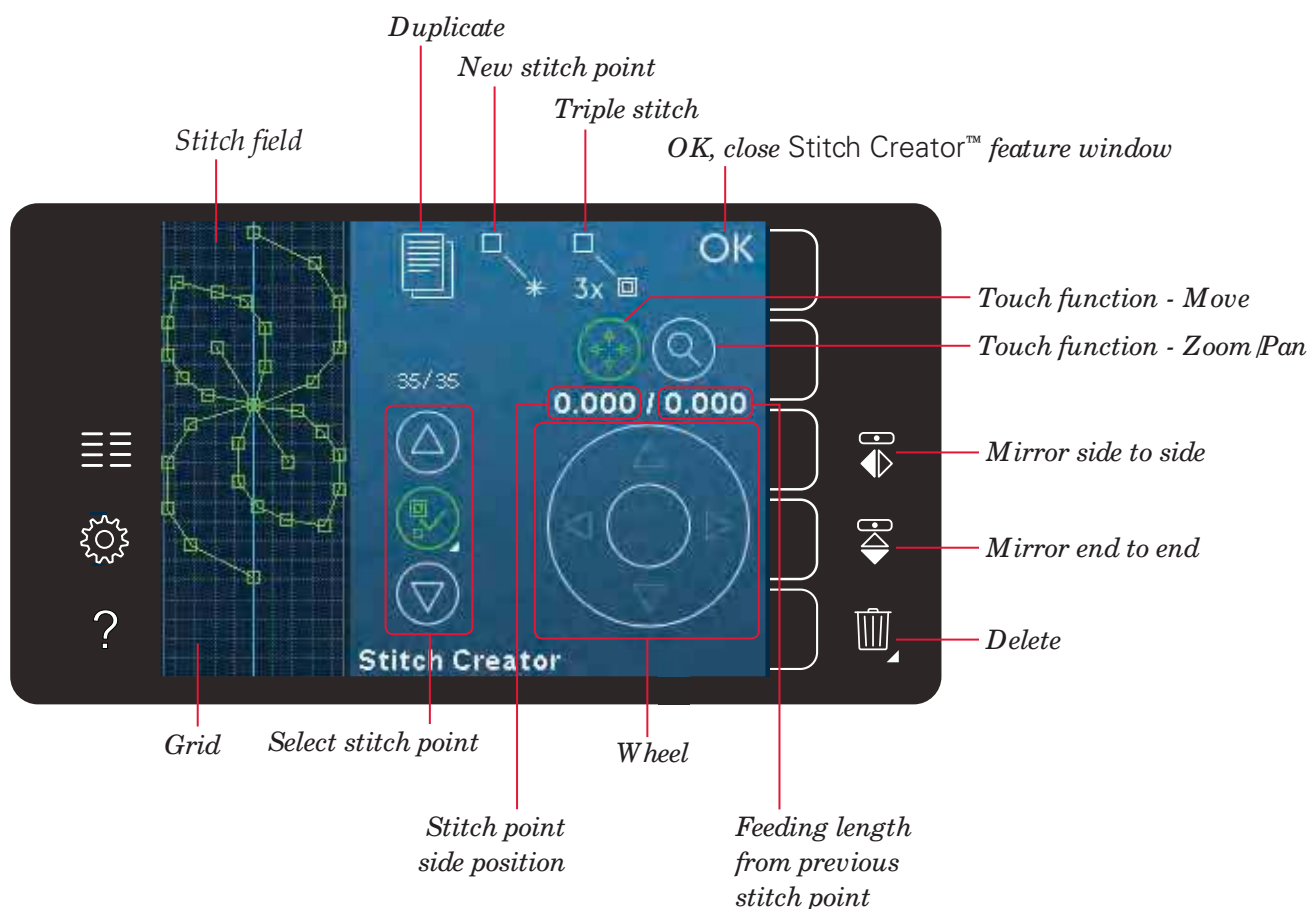 Duplicate
New stitch point
Triple stitch
Stitch field
OK, close Stitch Creator™ feature window
OK
3x
Touch function - Move
Touch function - Zoom/Pan
35/35
0.000 / 0.000
Mirror side to side
Mirror end to end
?
Delete
Stitch Creator
Grid
Select stitch point
Wheel
Stitch point
side position
Feeding length
from previous
stitch point